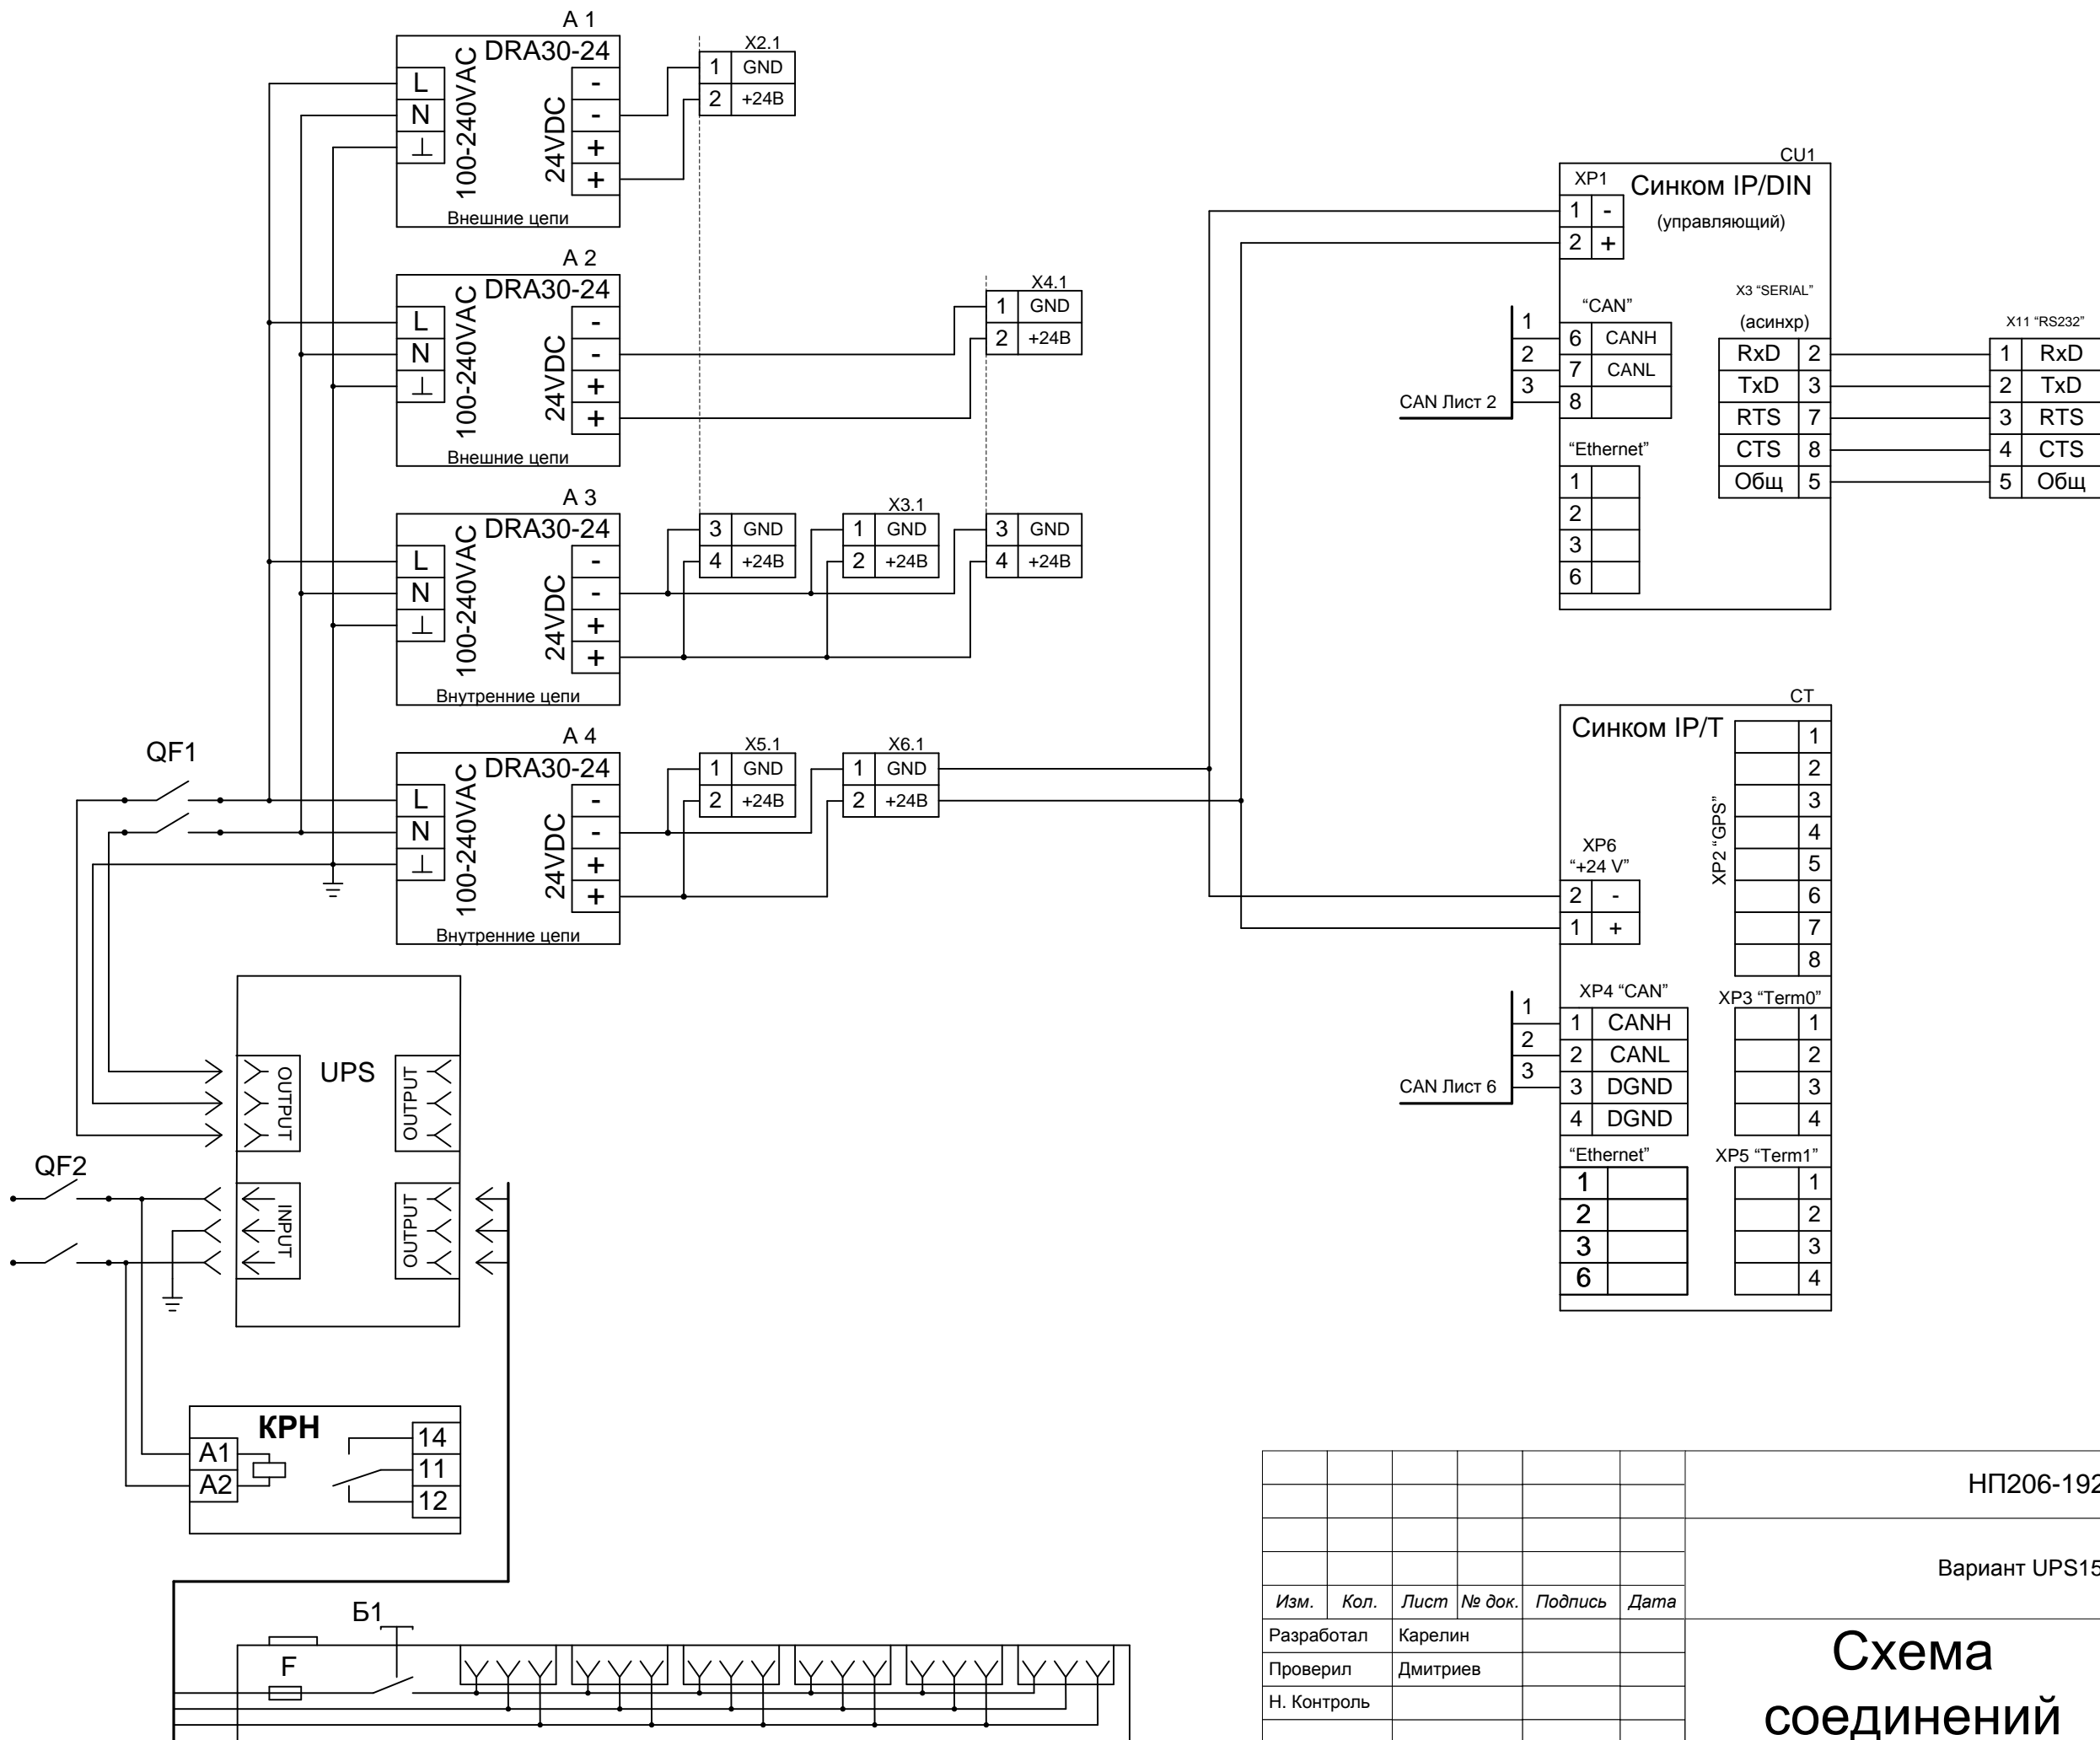 А 1
DRA30-24
L
N
⊥
100-240VAC
24VDC
-
-
+
+
Внешние цепи
X2.1
1 GND
2 +24В
А 2
DRA30-24
L
N
⊥
100-240VAC
24VDC
-
-
+
+
Внешние цепи
X4.1
1 GND
2 +24В
А 3
DRA30-24
L
N
⊥
100-240VAC
24VDC
-
-
+
+
Внутренние цепи
3 GND
4 +24В
X3.1
1 GND
2 +24В
3 GND
4 +24В
QF1
А 4
DRA30-24
L
N
⊥
100-240VAC
24VDC
-
-
+
+
Внутренние цепи
X5.1
1 GND
2 +24В
X6.1
1 GND
2 +24В
CU1
XP1
Синком IP/DIN
(управляющий)
1 -
2 +
“CAN”
1
2
3
CAN Лист 2
6 CANH
7 CANL
8
“Ethernet”
1
2
3
6
X3 “SERIAL”
(асинхр)
RxD 2
TxD 3
RTS 7
CTS 8
Общ 5
X11 “RS232”
1 RxD
2 TxD
3 RTS
4 CTS
5 Общ
CT
Синком IP/T
XP2 “GPS”
1
2
3
4
5
6
7
8
XP6
“+24 V”
2 -
1 +
XP4 “CAN”
1
2
3
CAN Лист 6
1 CANH
2 CANL
3 DGND
4 DGND
XP3 “Term0”
1
2
3
4
“Ethernet”
1
2
3
6
XP5 “Term1”
1
2
3
4
UPS
OUTPUT
OUTPUT
QF2
INPUT
OUTPUT
КРН
A1
A2
14
11
12
Б1
F
НП206-192
Вариант UPS15
Изм. Кол. Лист № док. Подпись Дата
Разработал Карелин
Проверил Дмитриев
Н. Контроль
Схема
соединений